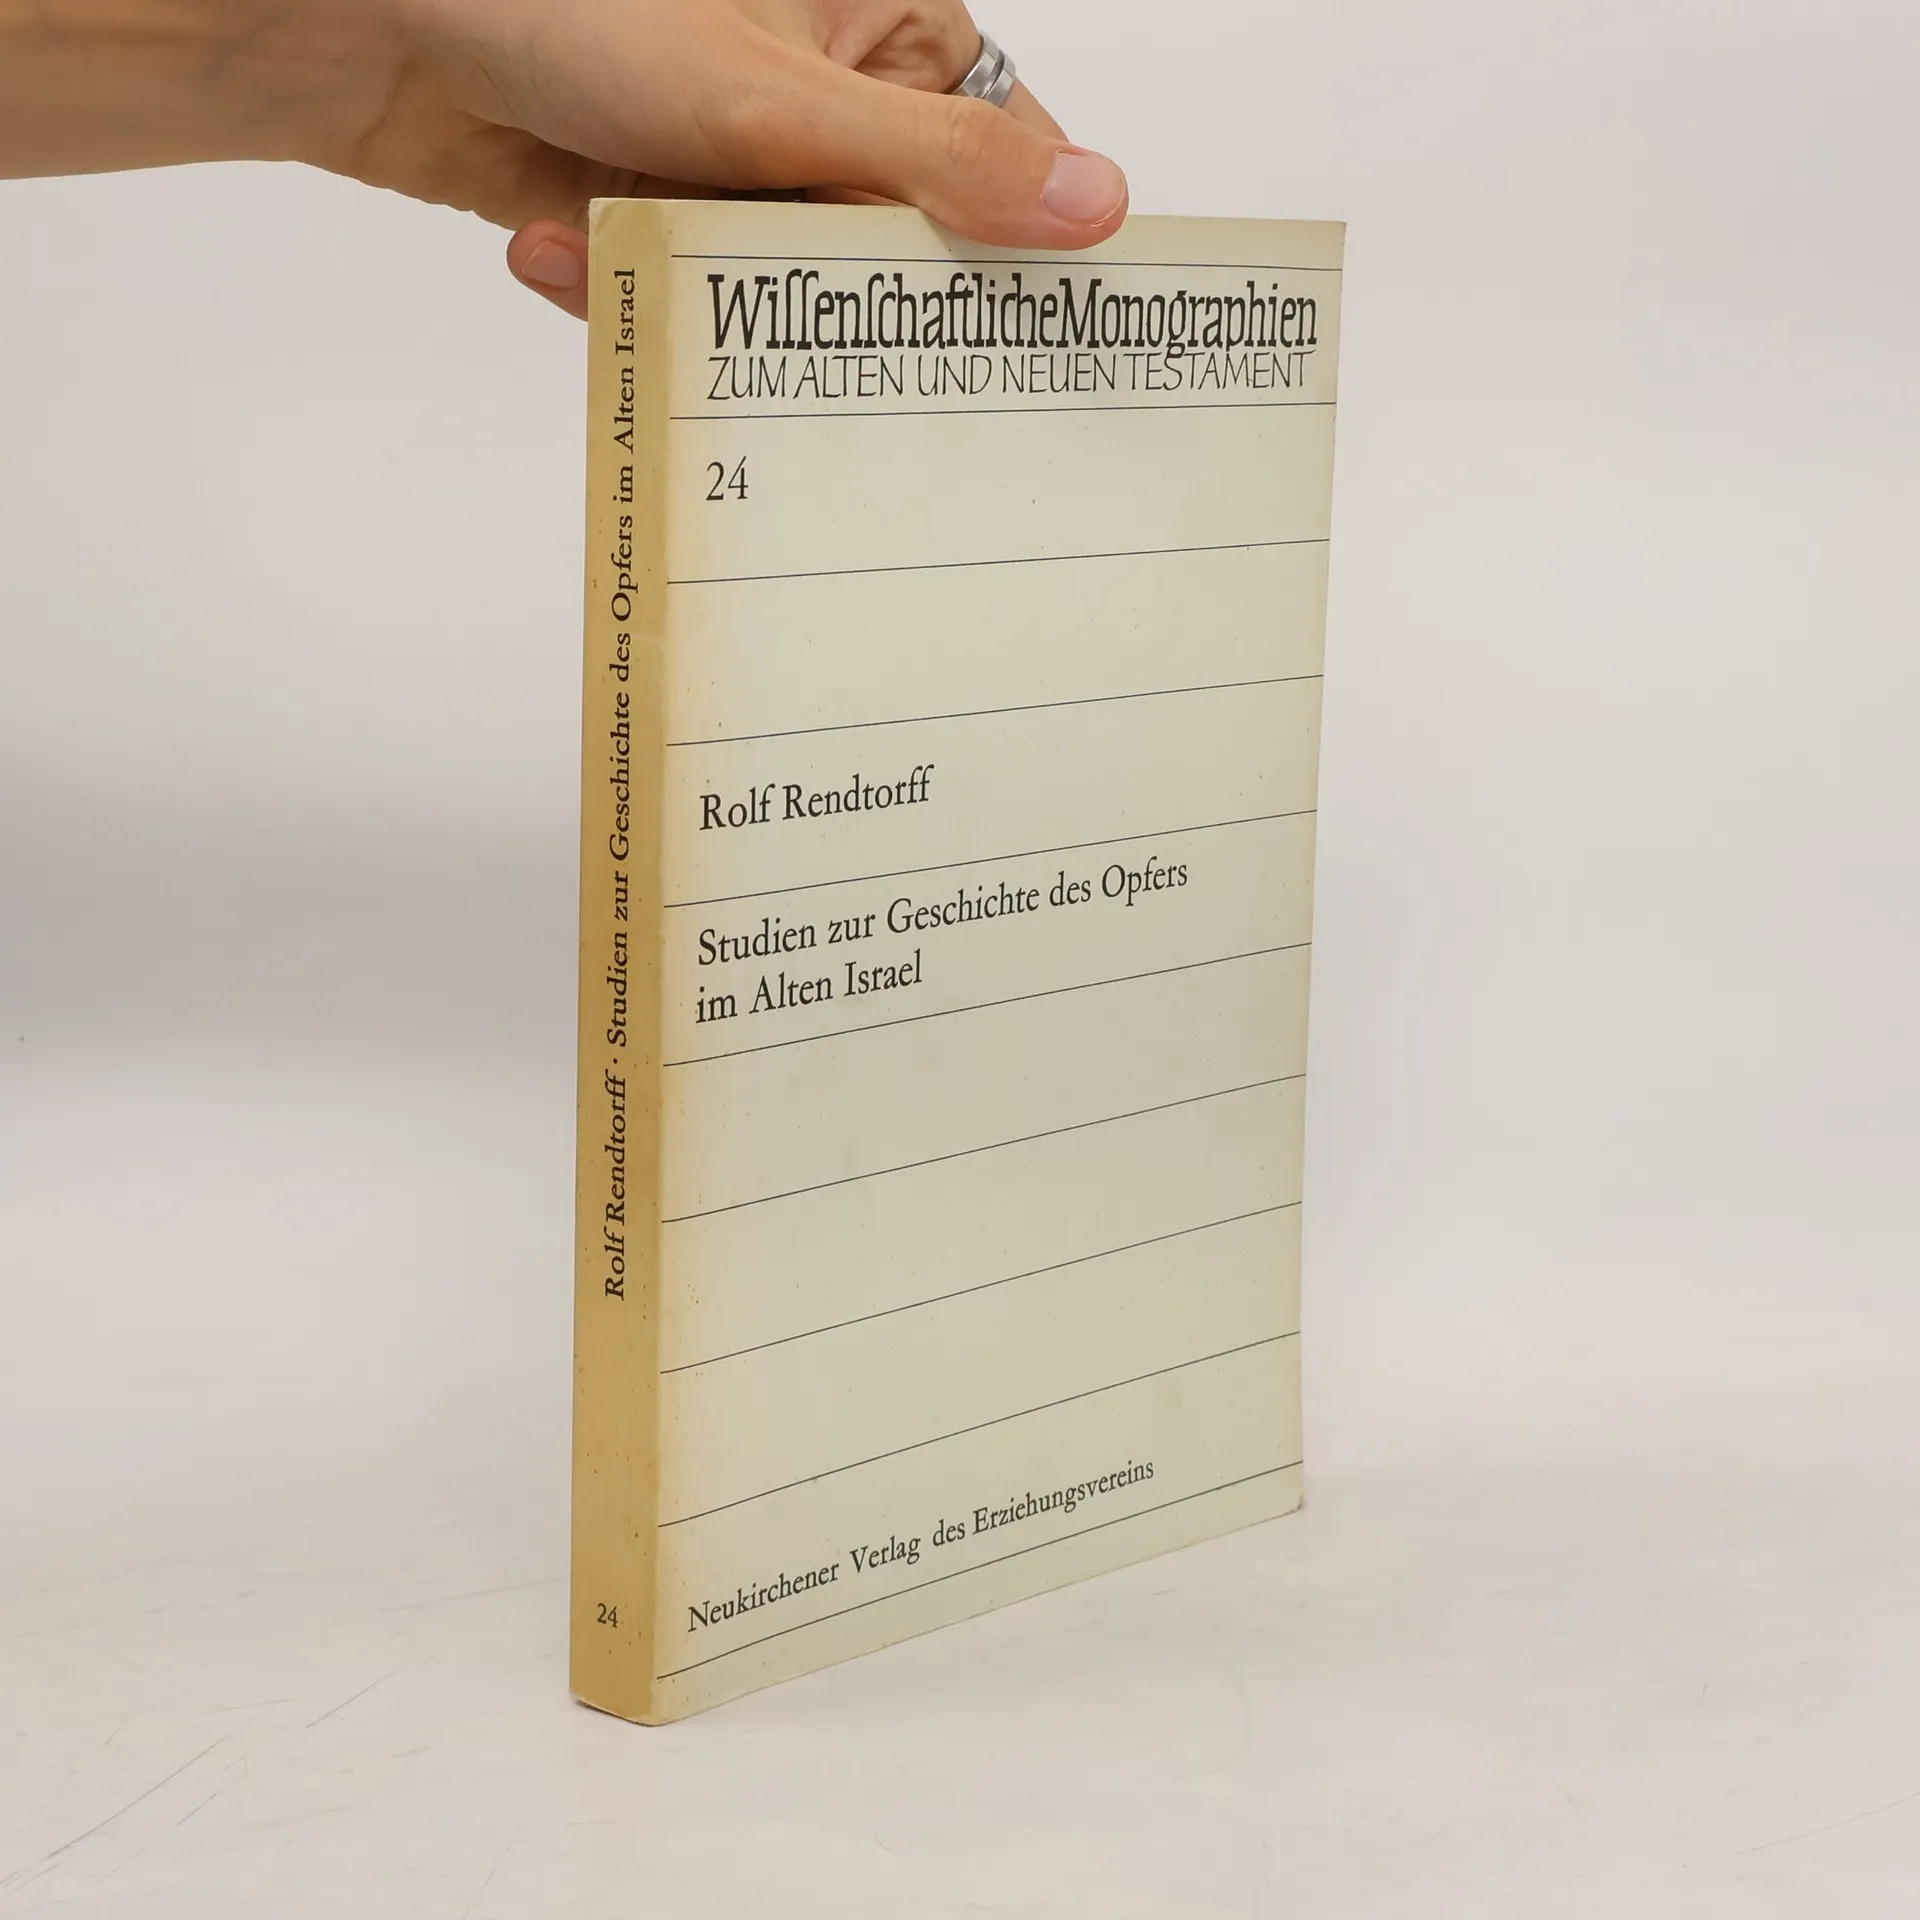 Wiſſenſchaftliche Monographien
ZUM ALTEN UND NEUEN TESTAMENT
24
Rolf Rendtorff
Studien zur Geschichte des Opfers
im Alten Israel
Neukirchener Verlag des Erziehungsvereins
Rolf Rendtorff · Studien zur Geschichte des Opfers im Alten Israel
24